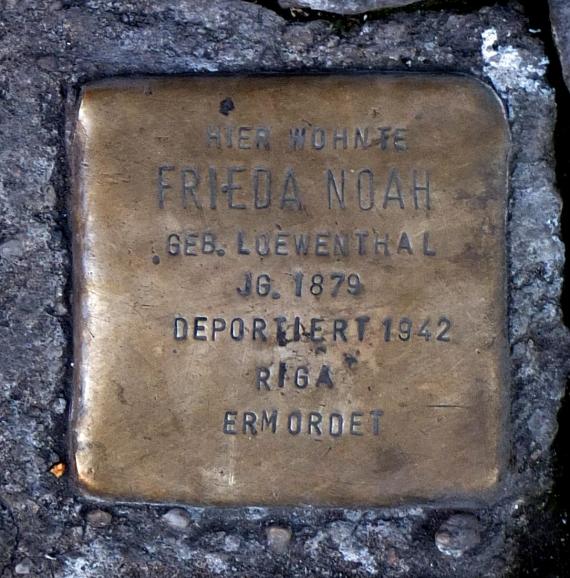 HIER WOHNTE
FRIEDA NOAH
GEB. LOEWENTHAL
JG. 1879
DEPORTIERT 1942
RIGA
ERMORDET